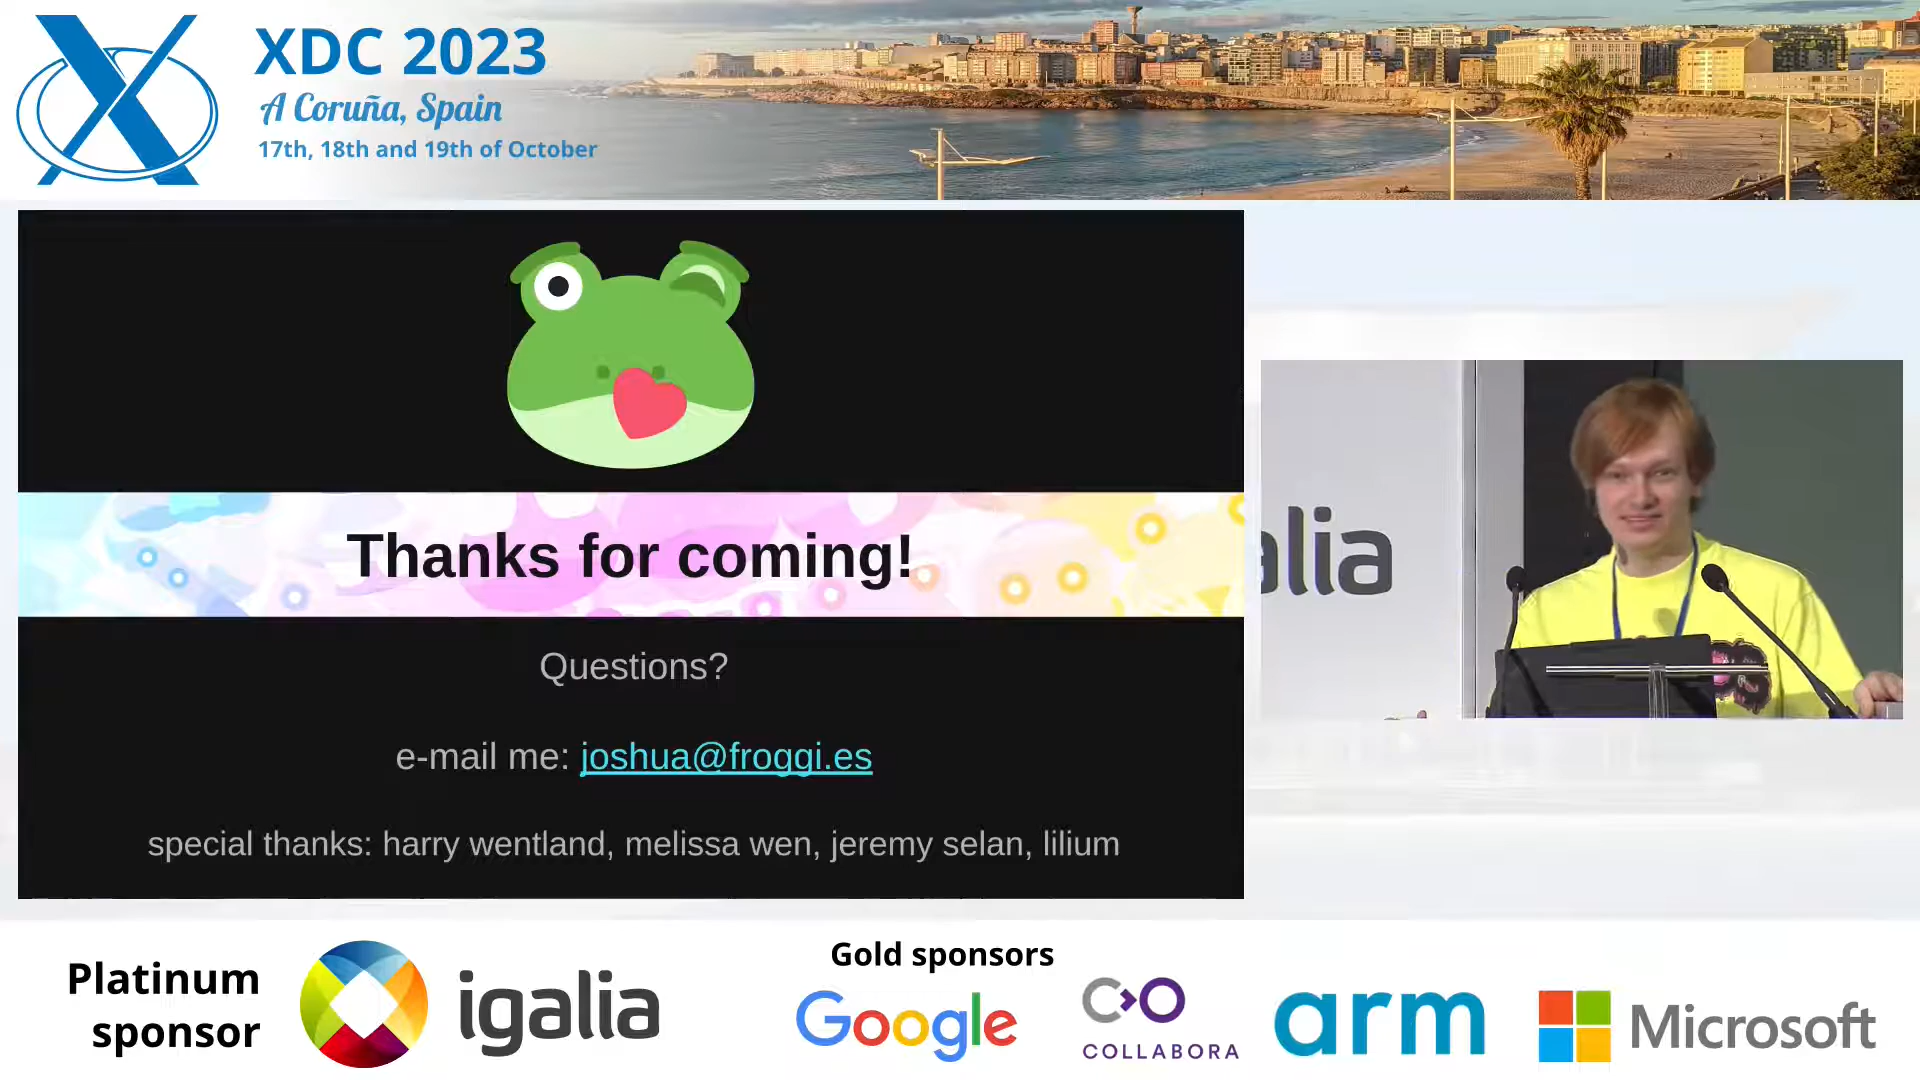 XDC 2023
A Coruña, Spain
17th, 18th and 19th of October
Thanks for coming!
Questions?
e-mail me: joshua@froggi.es
special thanks: harry wentland, melissa wen, jeremy selan, lilium
alia
Platinum
sponsor
igalia
Gold sponsors
Google
COLLABORA
arm
Microsoft